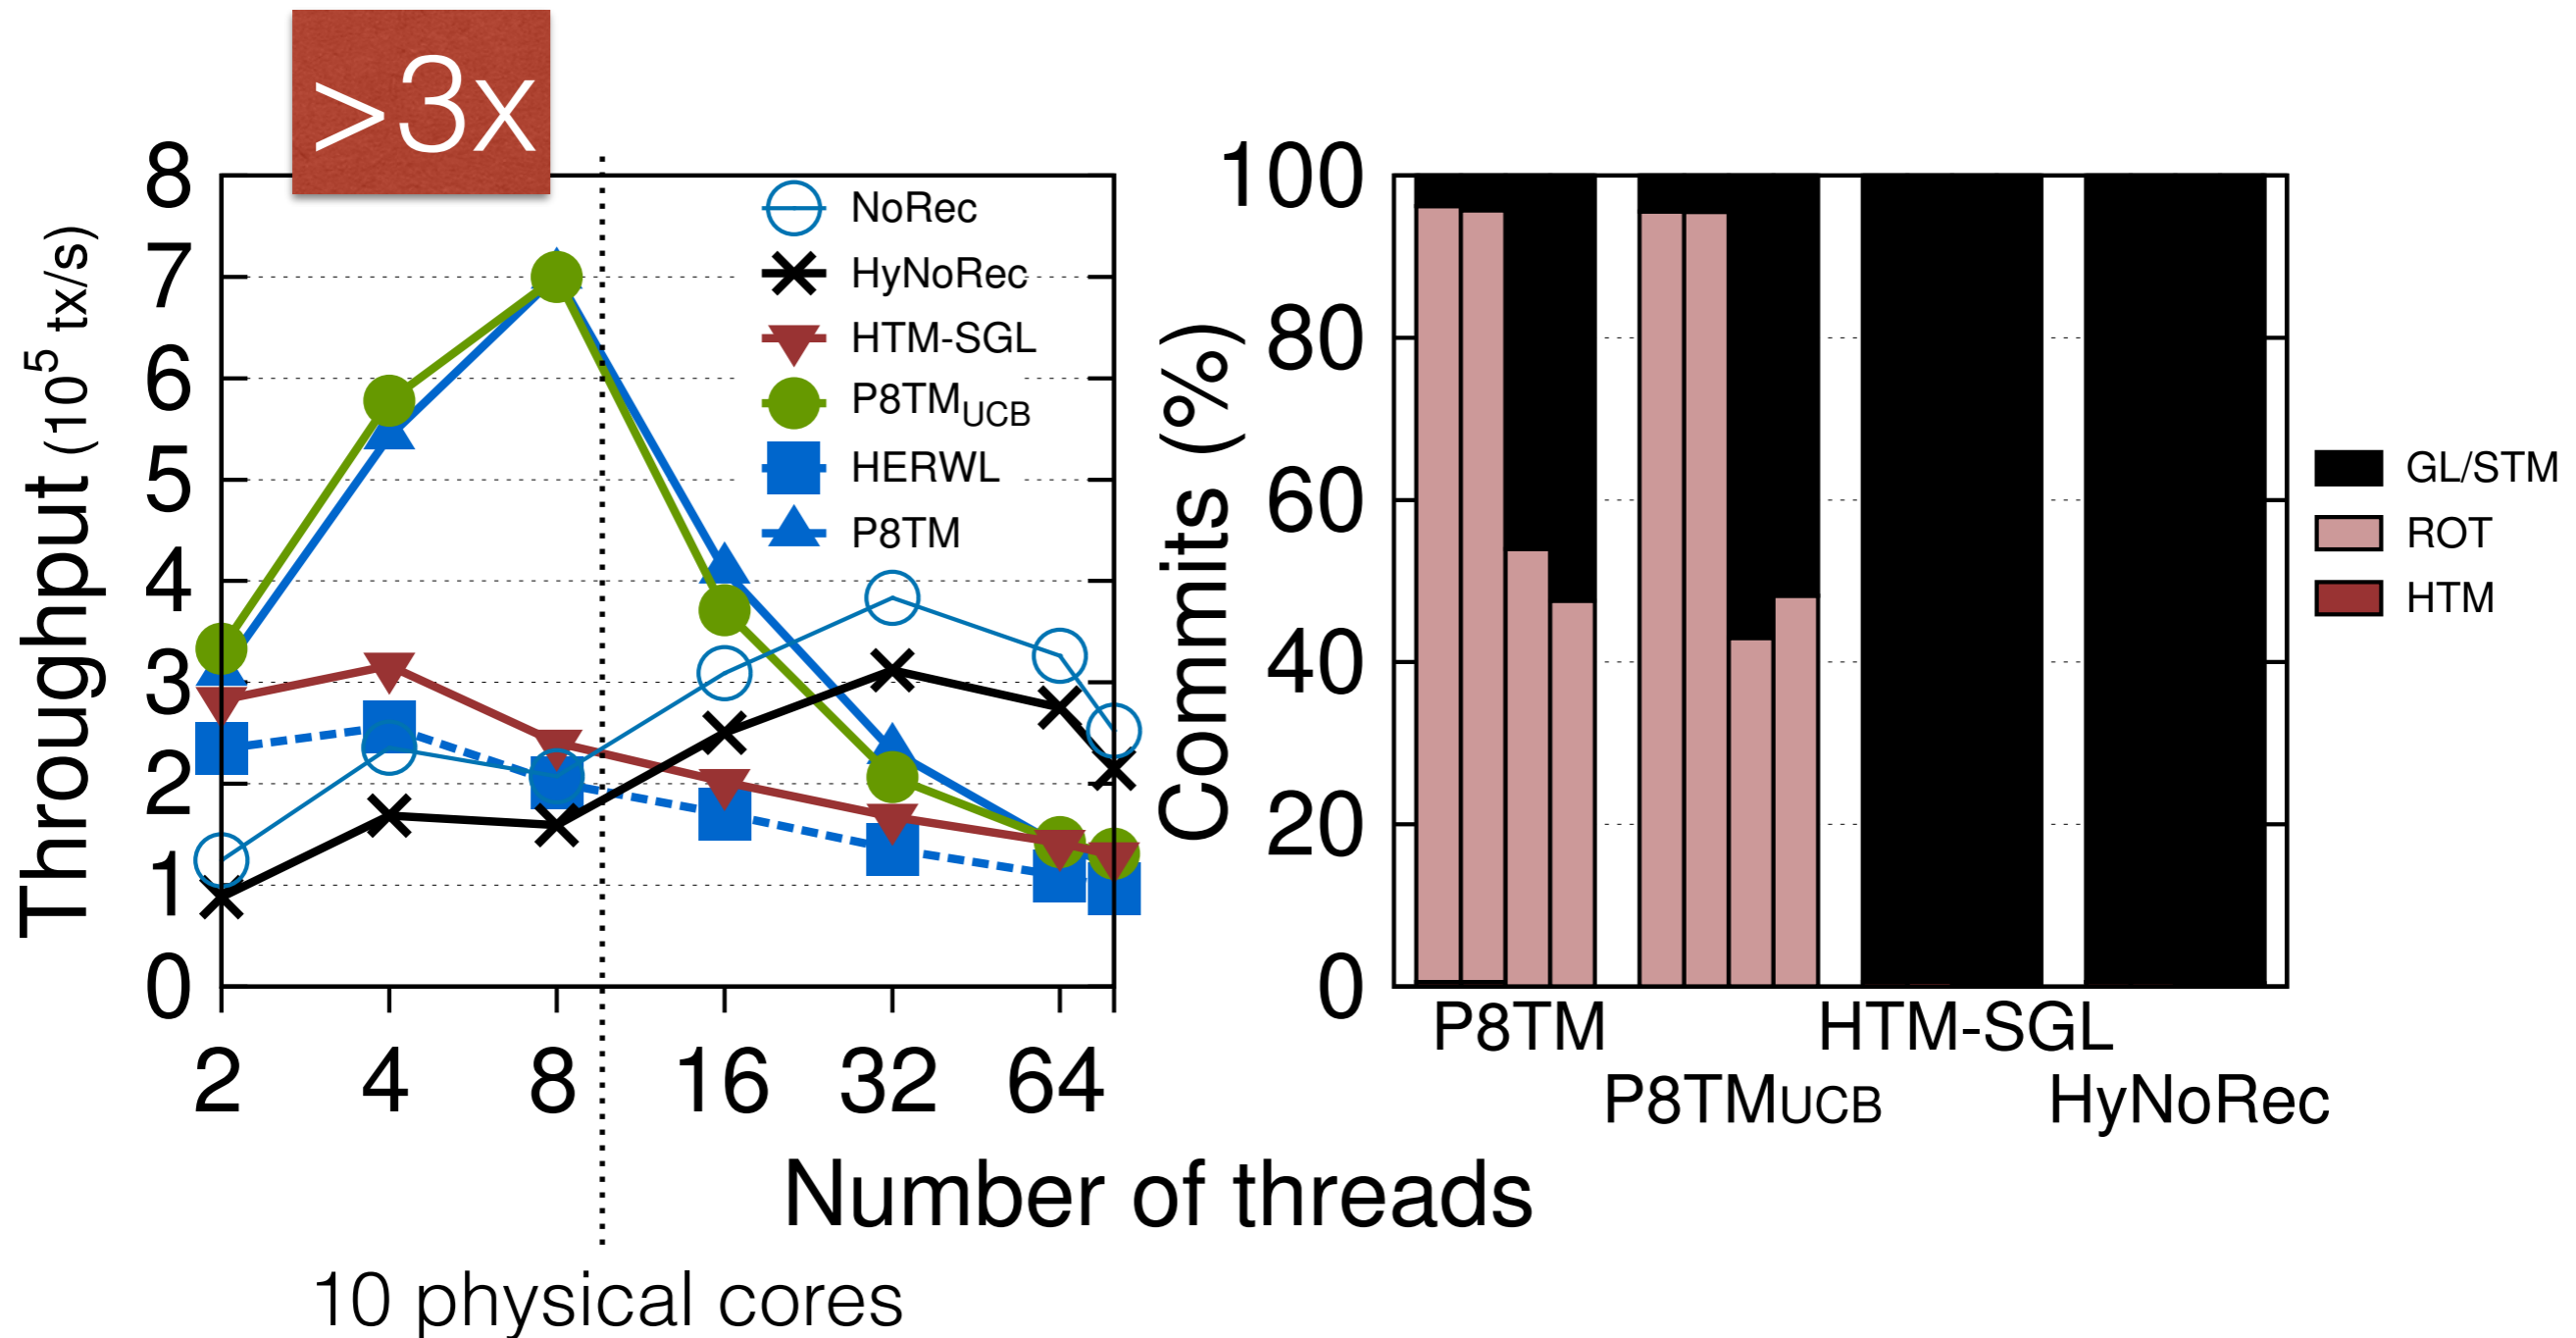 >3x
Throughput (10^5 tx/s)
8
7
6
5
4
3
2
1
0
NoRec
HyNoRec
HTM-SGL
P8TM_UCB
HERWL
P8TM
2 4 8 16 32 64
10 physical cores
Number of threads
Commits (%)
100
80
60
40
20
0
P8TM HTM-SGL
P8TMUCB HyNoRec
GL/STM
ROT
HTM